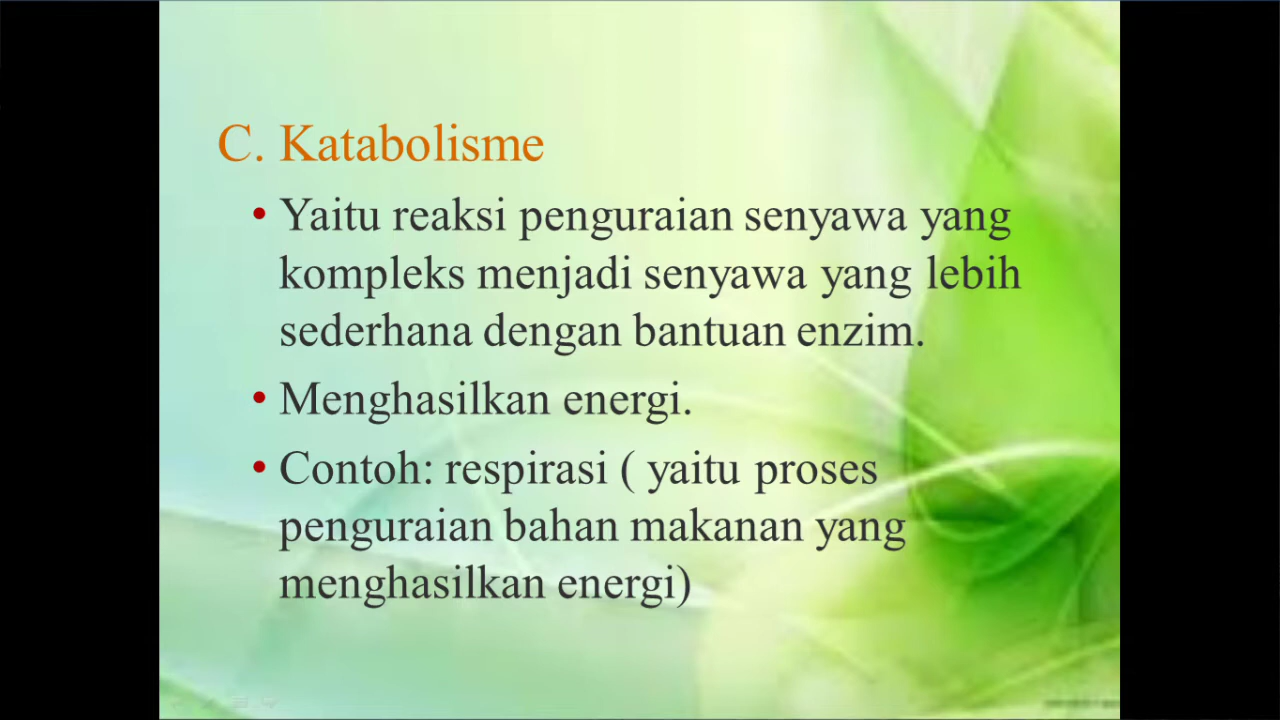 C. Katabolisme
• Yaitu reaksi penguraian senyawa yang
kompleks menjadi senyawa yang lebih
sederhana dengan bantuan enzim.
• Menghasilkan energi.
• Contoh: respirasi ( yaitu proses
penguraian bahan makanan yang
menghasilkan energi)